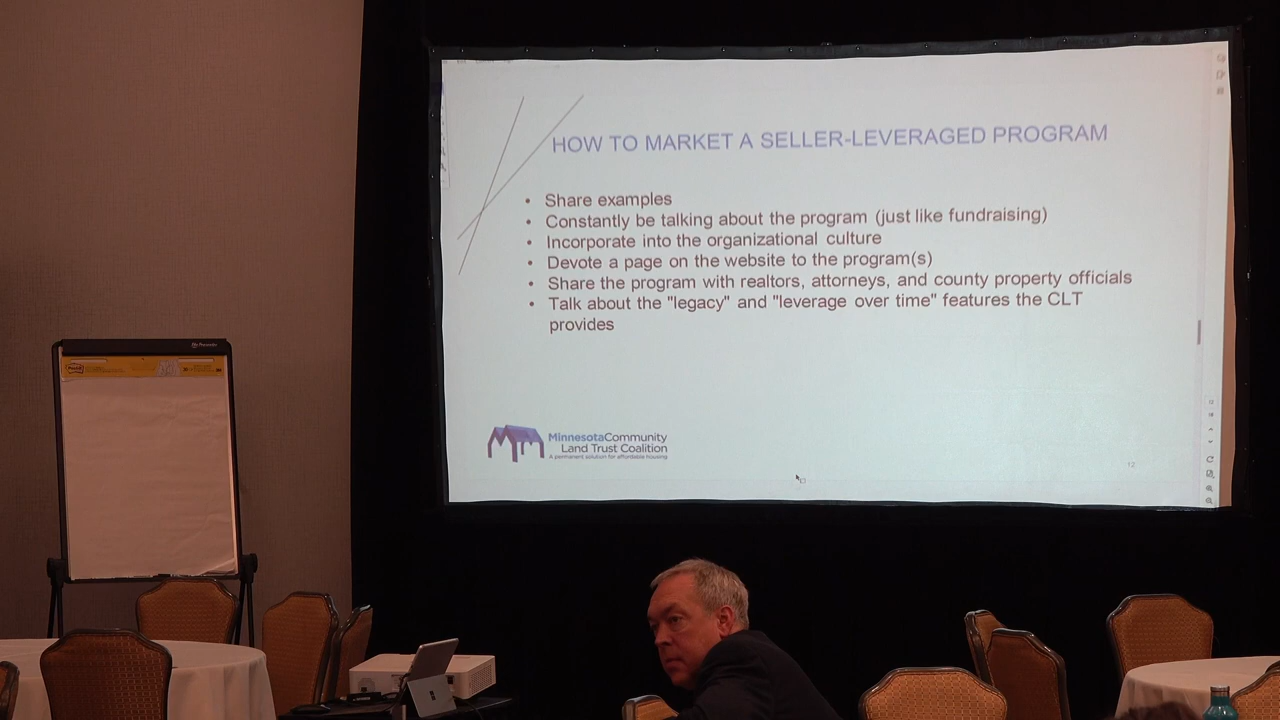 HOW TO MARKET A SELLER-LEVERAGED PROGRAM
• Share examples
• Constantly be talking about the program (just like fundraising)
• Incorporate into the organizational culture
• Devote a page on the website to the program(s)
• Share the program with realtors, attorneys, and county property officials
• Talk about the "legacy" and "leverage over time" features the CLT
provides
MinnesotaCommunity
Land Trust Coalition
A permanent solution for affordable housing
12
Post-it